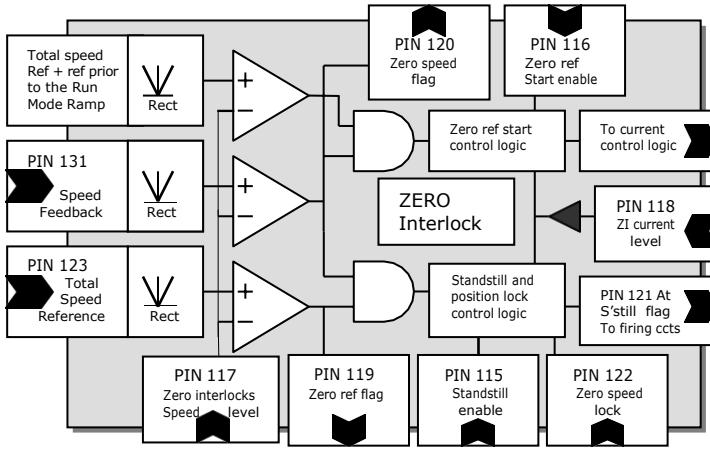 Total speed
Ref + ref prior
to the Run
Mode Ramp
Rect
PIN 120
Zero speed
flag
PIN 116
Zero ref
Start enable
+
−
Zero ref start
control logic
To current
control logic
PIN 131
Speed
Feedback
Rect
+
−
ZERO
Interlock
PIN 118
ZI current
level
PIN 123
Total
Speed
Reference
Rect
+
−
Standstill and
position lock
control logic
PIN 121 At
S'still flag
To firing ccts
PIN 117
Zero interlocks
Speed level
PIN 119
Zero ref flag
PIN 115
Standstill
enable
PIN 122
Zero speed
lock